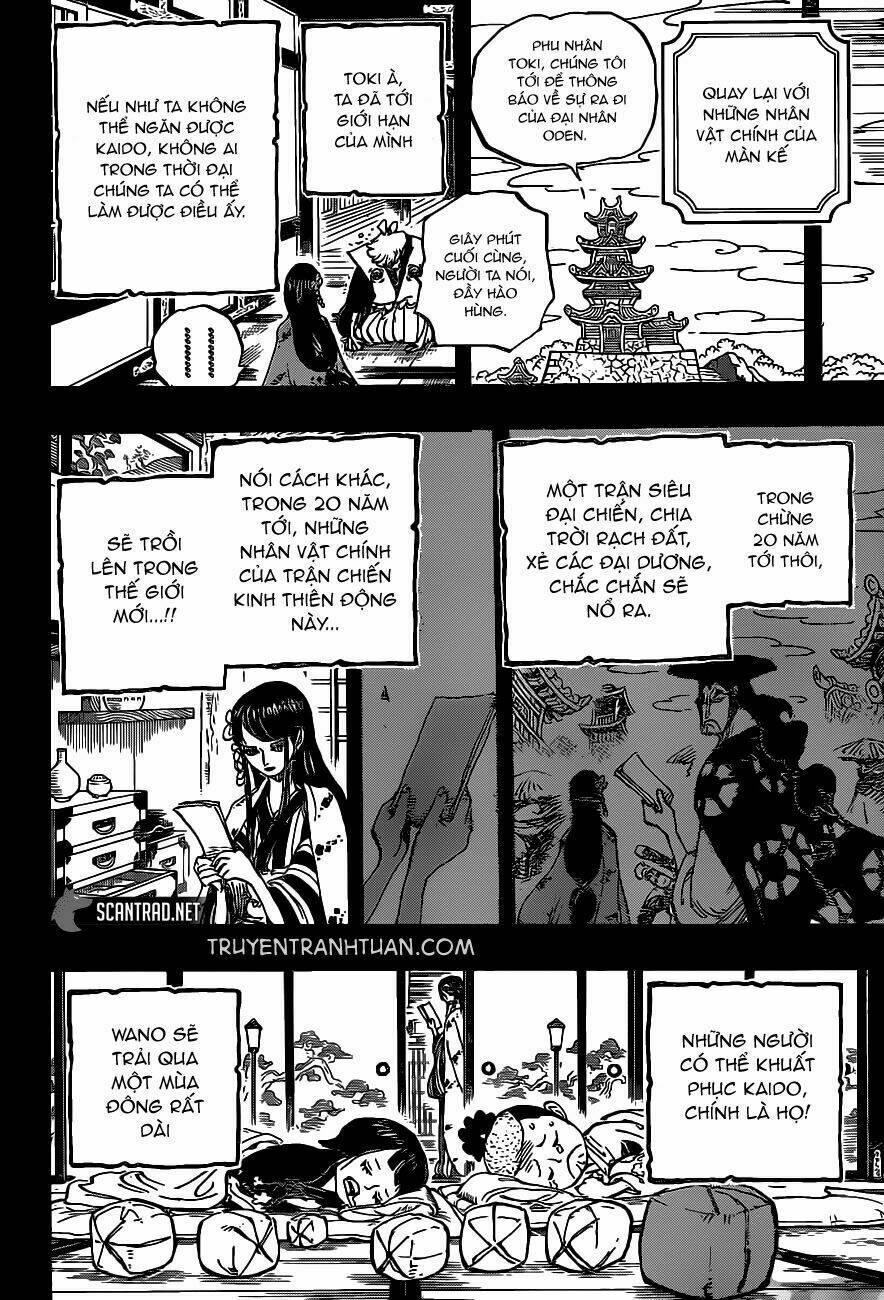 QUAY LẠI VỚI
NHỮNG NHÂN
VẬT CHÍNH CỦA
MÀN KẾ
PHU NHÂN
TOKI, CHÚNG TÔI
TỚI ĐỂ THÔNG
BÁO VỀ SỰ RA ĐI
CỦA ĐẠI NHÂN
ODEN.
GIÂY PHÚT
CUỐI CÙNG,
NGƯỜI TA NÓI,
ĐẦY HÀO
HÙNG.
TOKI À,
TA ĐÃ TỚI
GIỚI HẠN
CỦA MÌNH
NẾU NHƯ TA KHÔNG
THỂ NGĂN ĐƯỢC
KAIDO, KHÔNG AI
TRONG THỜI ĐẠI
CHÚNG TA CÓ THỂ
LÀM ĐƯỢC ĐIỀU ẤY.
TRONG
CHỪNG
20 NĂM
TỚI THÔI,
MỘT TRẬN SIÊU
ĐẠI CHIẾN, CHIA
TRỜI RẠCH ĐẤT,
XẺ CÁC ĐẠI DƯƠNG,
CHẮC CHẮN SẼ
NỔ RA.
NÓI CÁCH KHÁC,
TRONG 20 NĂM
TỚI, NHỮNG
NHÂN VẬT CHÍNH
CỦA TRẬN CHIẾN
KINH THIÊN ĐỘNG
NÀY...
SẼ TRỒI
LÊN TRONG
THẾ GIỚI
MỚI...!!
SCANTRAD.NET
TRUYENTRANHTUAN.COM
NHỮNG NGƯỜI
CÓ THỂ KHUẤT
PHỤC KAIDO,
CHÍNH LÀ HỌ!
WANO SẼ
TRẢI QUA
MỘT MÙA
ĐÔNG RẤT
DÀI